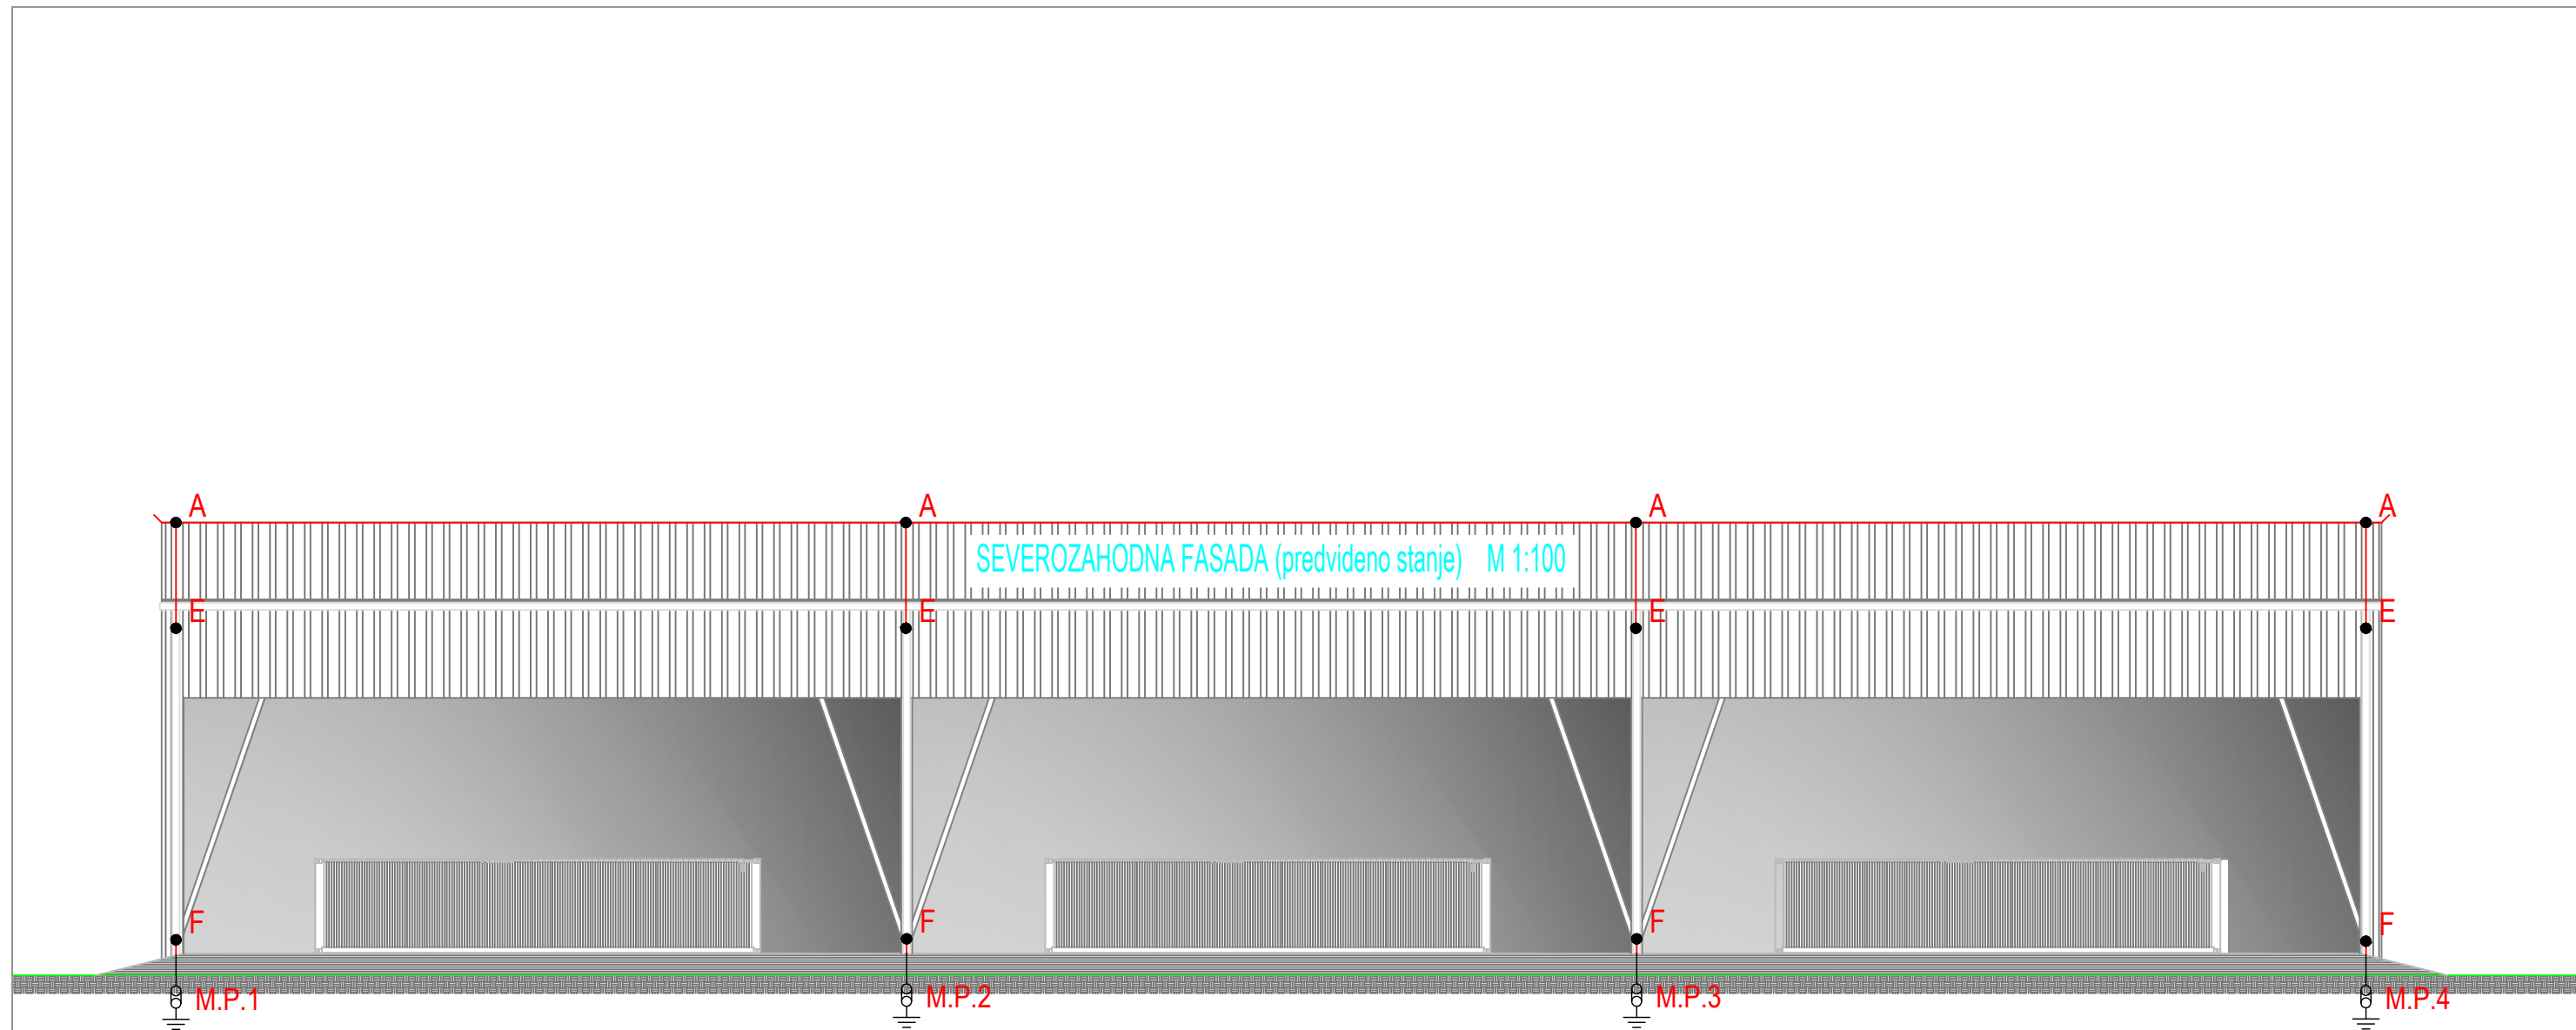 A A A A
SEVEROZAHODNA FASADA (predvideno stanje) M 1:100
E E E E
F F F F
M.P.1 M.P.2 M.P.3 M.P.4